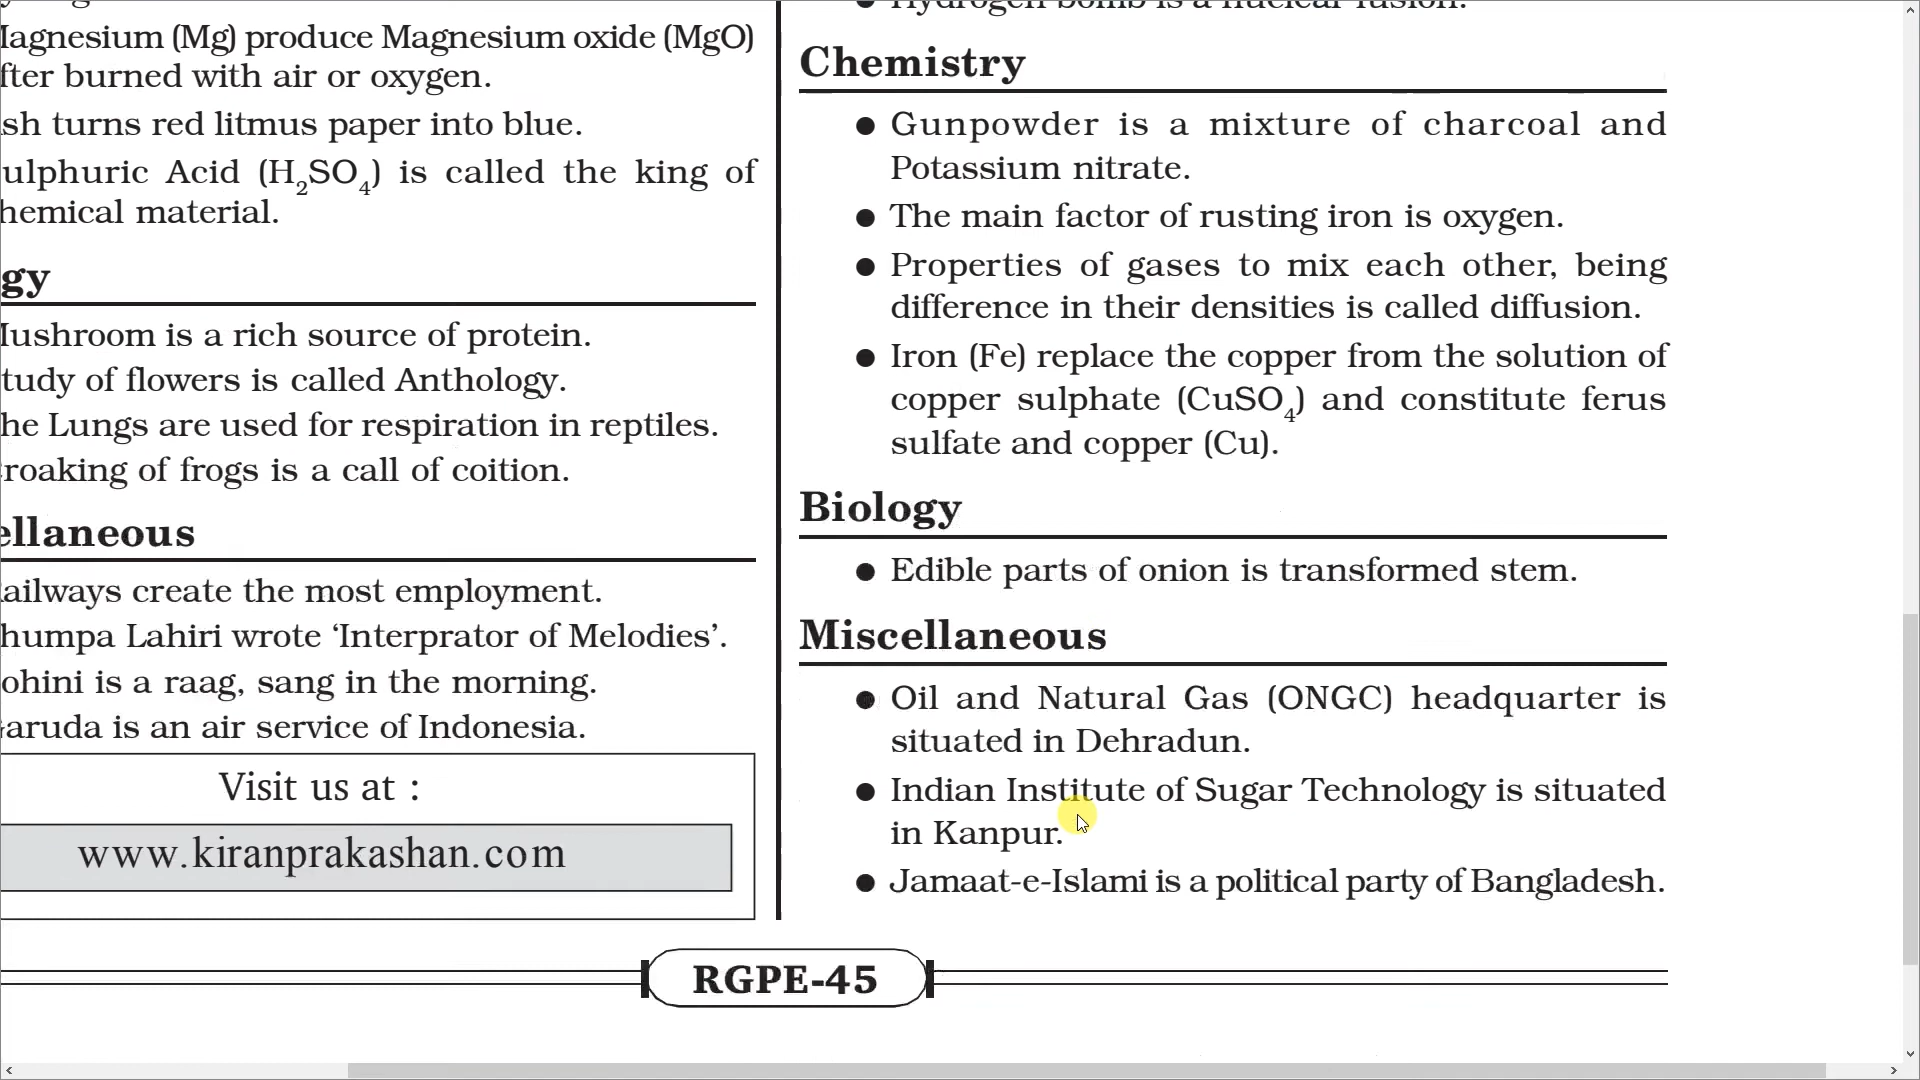 Magnesium (Mg) produce Magnesium oxide (MgO)
fter burned with air or oxygen.
sh turns red litmus paper into blue.
ulphuric Acid (H2SO4) is called the king of
hemical material.
gy
Mushroom is a rich source of protein.
tudy of flowers is called Anthology.
he Lungs are used for respiration in reptiles.
roaking of frogs is a call of coition.
ellaneous
ailways create the most employment.
humpa Lahiri wrote ‘Interprator of Melodies’.
ohini is a raag, sang in the morning.
aruda is an air service of Indonesia.
Visit us at :
www.kiranprakashan.com
● Hydrogen bomb is a nuclear fusion.
Chemistry
● Gunpowder is a mixture of charcoal and
Potassium nitrate.
● The main factor of rusting iron is oxygen.
● Properties of gases to mix each other, being
difference in their densities is called diffusion.
● Iron (Fe) replace the copper from the solution of
copper sulphate (CuSO4) and constitute ferus
sulfate and copper (Cu).
Biology
● Edible parts of onion is transformed stem.
Miscellaneous
● Oil and Natural Gas (ONGC) headquarter is
situated in Dehradun.
● Indian Institute of Sugar Technology is situated
in Kanpur.
● Jamaat-e-Islami is a political party of Bangladesh.
RGPE-45